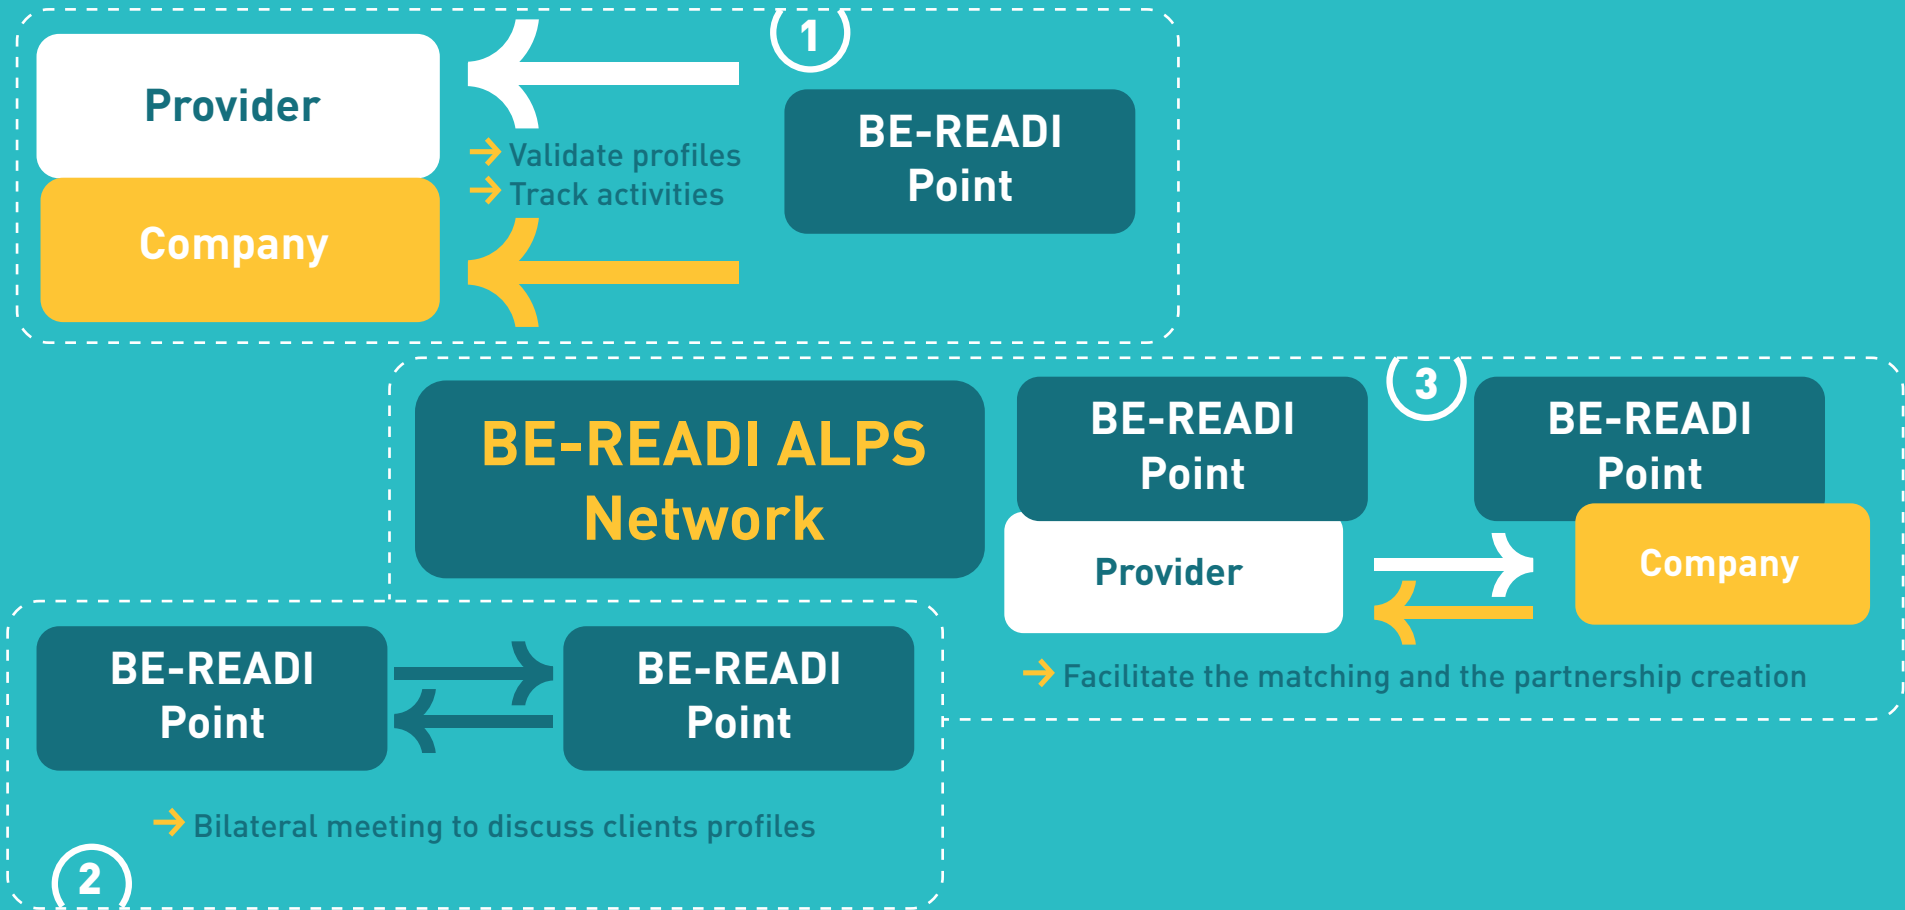 1
Provider
Company
→ Validate profiles
→ Track activities
BE-READI
Point
BE-READI ALPS
Network
3
BE-READI
Point
Provider
BE-READI
Point
Company
→ Facilitate the matching and the partnership creation
BE-READI
Point
BE-READI
Point
→ Bilateral meeting to discuss clients profiles
2